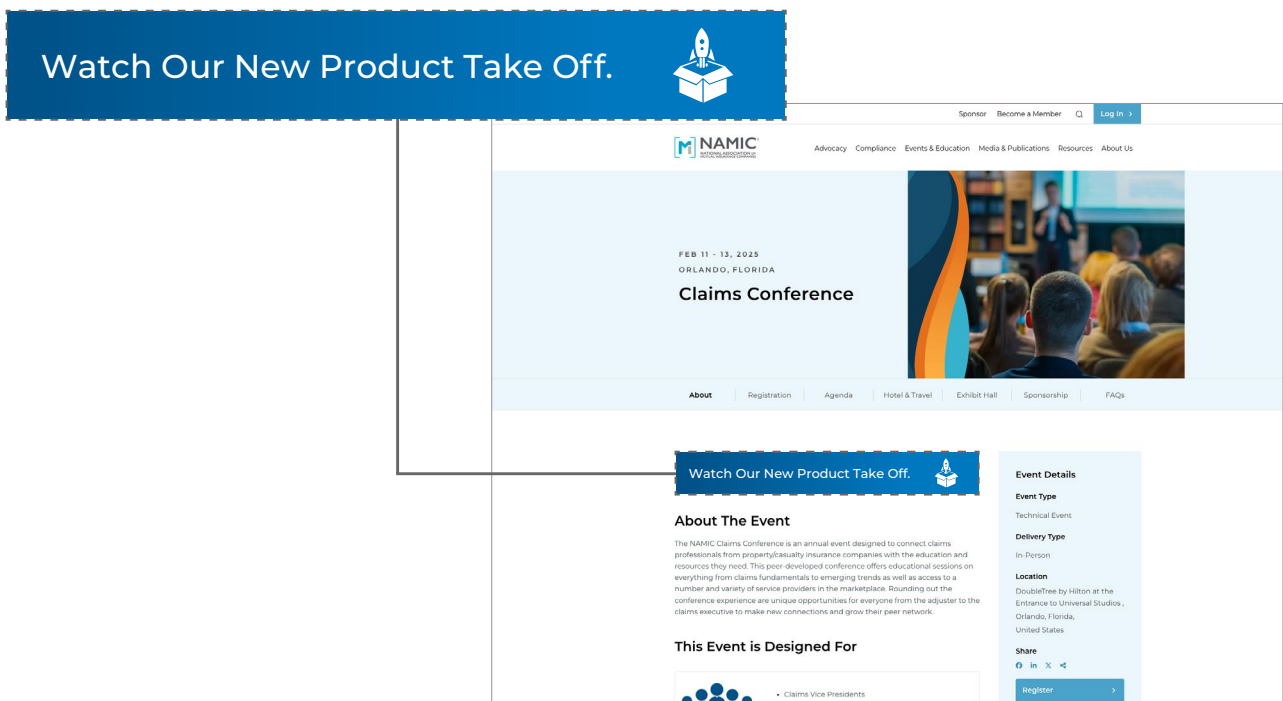 Watch Our New Product Take Off.
Sponsor Become a Member Log In >
NAMIC
NATIONAL ASSOCIATION OF
MUTUAL INSURANCE COMPANIES
Advocacy Compliance Events & Education Media & Publications Resources About Us
FEB 11 - 13, 2025
ORLANDO, FLORIDA
Claims Conference
About Registration Agenda Hotel & Travel Exhibit Hall Sponsorship FAQs
Watch Our New Product Take Off.
About The Event
The NAMIC Claims Conference is an annual event designed to connect claims
professionals from property/casualty insurance companies with the education and
resources they need. This peer-developed conference offers educational sessions on
everything from claims fundamentals to emerging trends as well as access to a
number and variety of service providers in the marketplace. Rounding out the
conference experience are unique opportunities for everyone from the adjuster to the
claims executive to make new connections and grow their peer network.
This Event is Designed For
• Claims Vice Presidents
Event Details
Event Type
Technical Event
Delivery Type
In-Person
Location
DoubleTree by Hilton at the
Entrance to Universal Studios ,
Orlando, Florida,
United States
Share
Register >